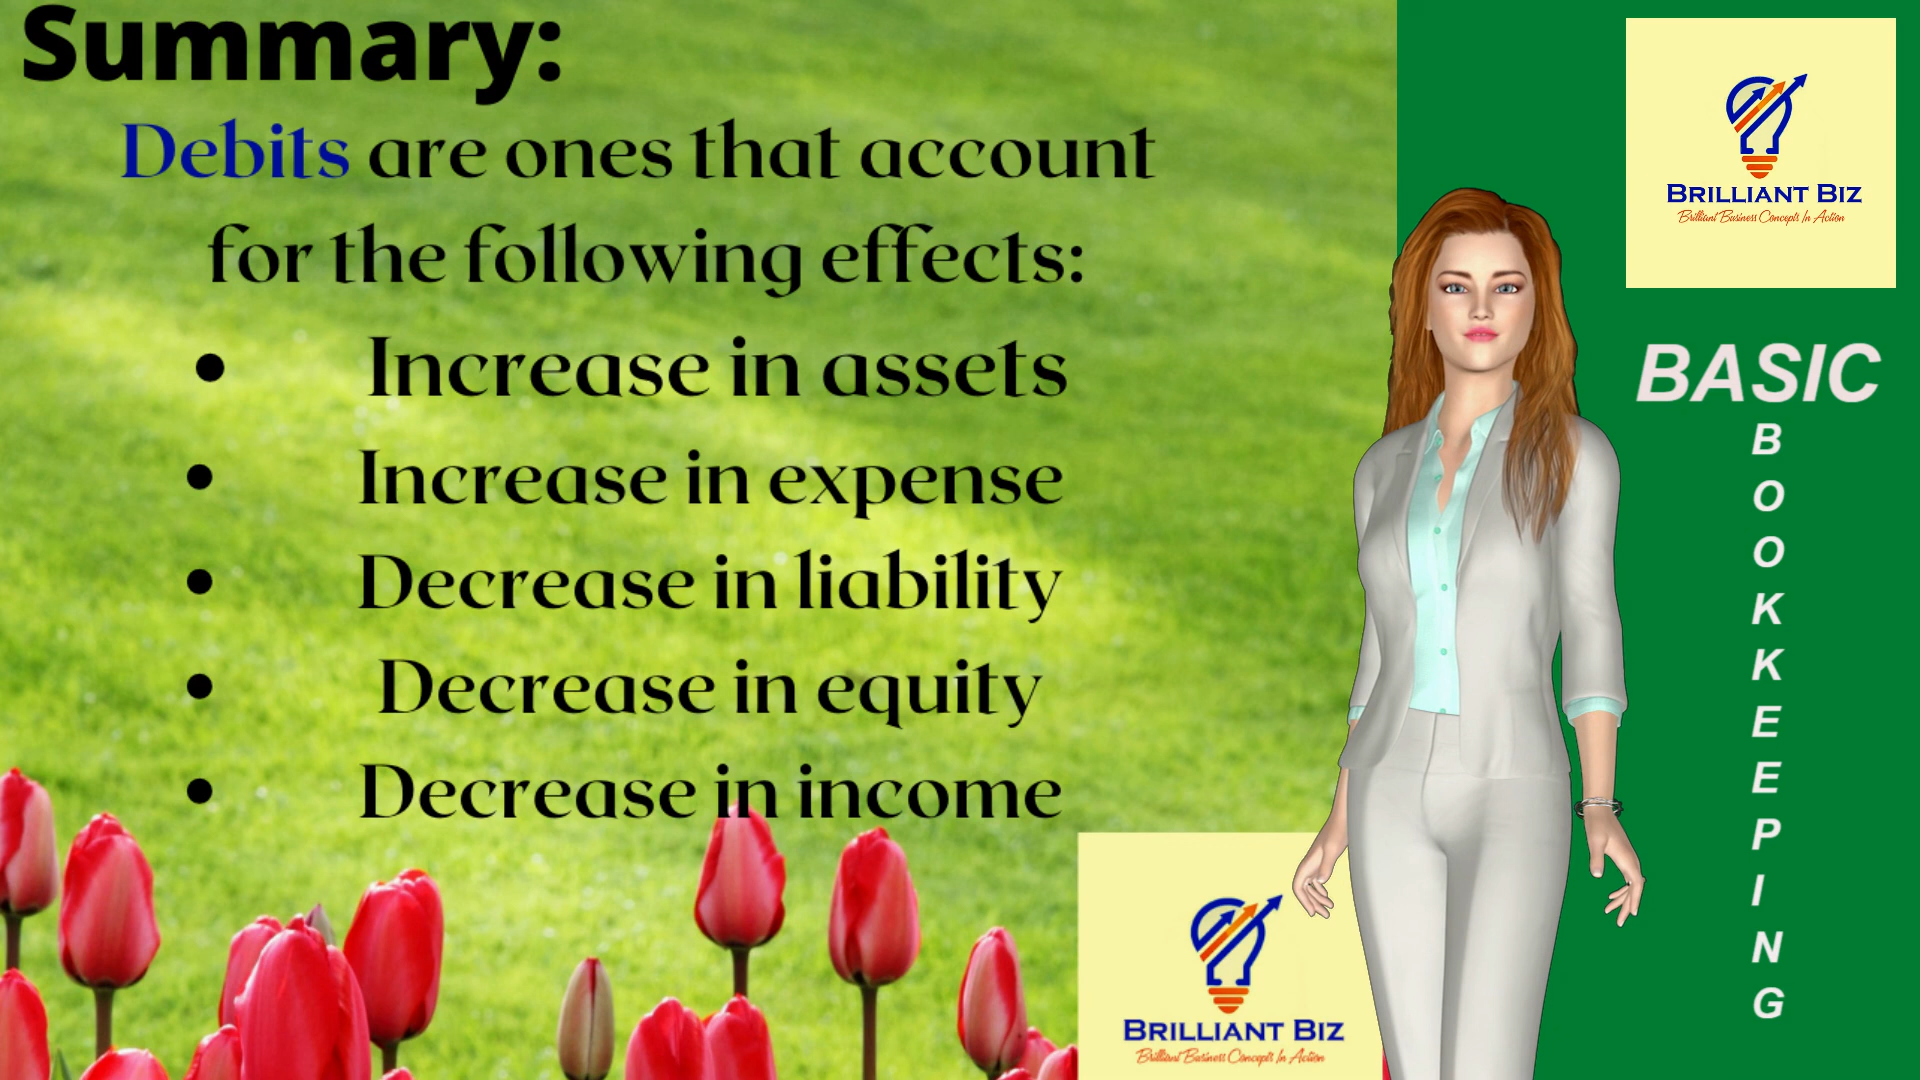 Summary:
Debits are ones that account
for the following effects:
• Increase in assets
• Increase in expense
• Decrease in liability
• Decrease in equity
• Decrease in income
BRILLIANT BIZ
Brilliant Business Concepts In Action
BASIC
BOOKKEEPING
BRILLIANT BIZ
Brilliant Business Concepts In Action